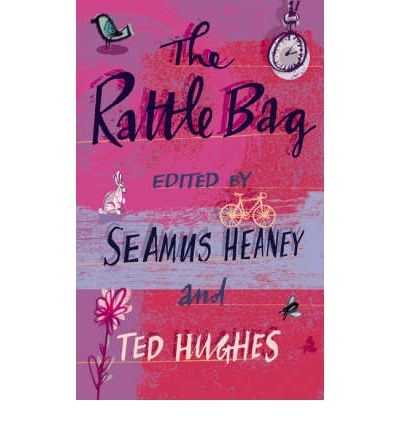 The
Rattle Bag
EDITED BY
SEAMUS HEANEY
and
TED HUGHES